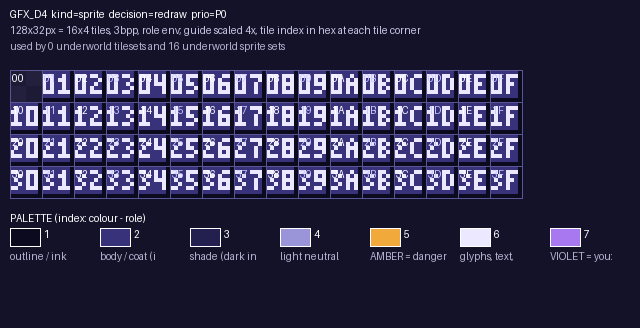 GFX_D4 kind=sprite decision=redraw prio=P0
128x32px = 16x4 tiles, 3bpp, role env; guide scaled 4x, tile index in hex at each tile corner
used by 0 underworld tilesets and 16 underworld sprite sets
00 01 02 03 04 05 06 07 08 09 0A 0B 0C 0D 0E 0F
10 11 12 13 14 15 16 17 18 19 1A 1B 1C 1D 1E 1F
20 21 22 23 24 25 26 27 28 29 2A 2B 2C 2D 2E 2F
30 31 32 33 34 35 36 37 38 39 3A 3B 3C 3D 3E 3F
PALETTE (index: colour - role)
1 2 3 4 5 6 7
outline / ink body / coat (i shade (dark in light neutral AMBER = danger glyphs, text, VIOLET = you: